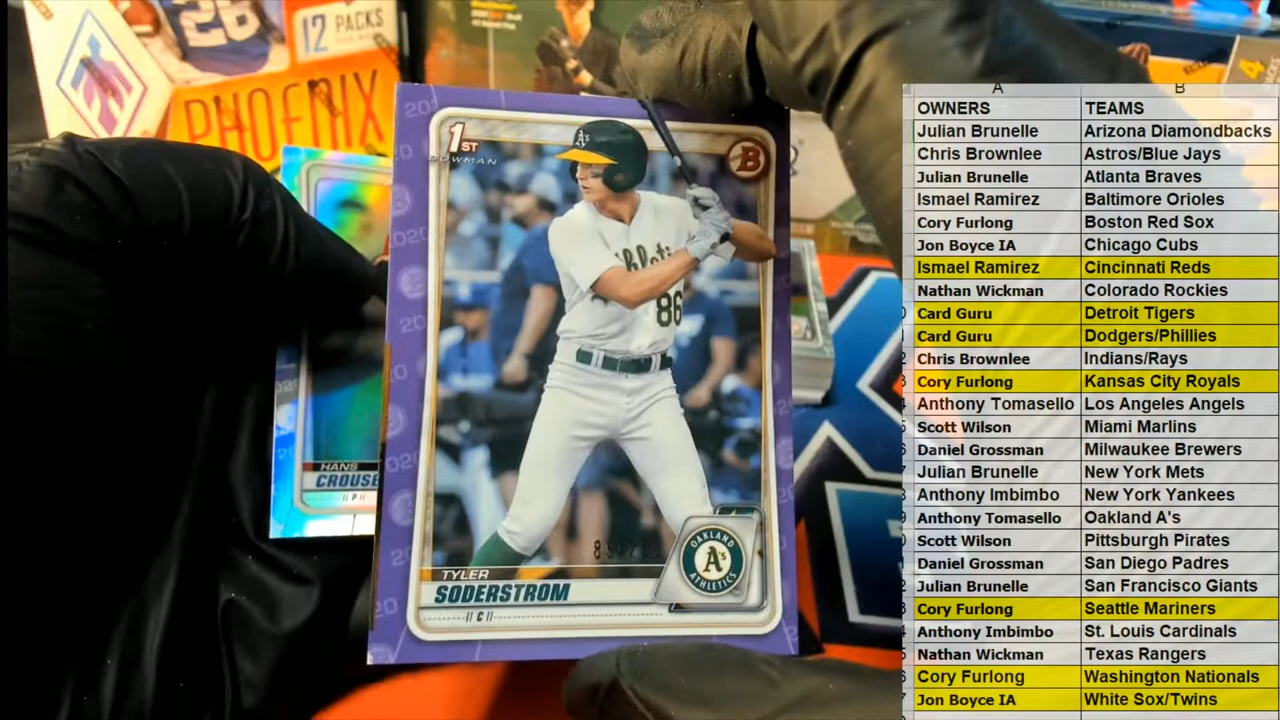 26
12 PACKS
PHOENIX
4
1ST
BOWMAN
B
A's
86
OAKLAND
A's
ATHLETICS
TYLER
SODERSTROM
C
HANS
CROUSE
P
A B
OWNERS TEAMS
Julian Brunelle Arizona Diamondbacks
Chris Brownlee Astros/Blue Jays
Julian Brunelle Atlanta Braves
Ismael Ramirez Baltimore Orioles
Cory Furlong Boston Red Sox
Jon Boyce IA Chicago Cubs
Ismael Ramirez Cincinnati Reds
Nathan Wickman Colorado Rockies
Card Guru Detroit Tigers
Card Guru Dodgers/Phillies
Chris Brownlee Indians/Rays
Cory Furlong Kansas City Royals
Anthony Tomasello Los Angeles Angels
Scott Wilson Miami Marlins
Daniel Grossman Milwaukee Brewers
Julian Brunelle New York Mets
Anthony Imbimbo New York Yankees
Anthony Tomasello Oakland A's
Scott Wilson Pittsburgh Pirates
Daniel Grossman San Diego Padres
Julian Brunelle San Francisco Giants
Cory Furlong Seattle Mariners
Anthony Imbimbo St. Louis Cardinals
Nathan Wickman Texas Rangers
Cory Furlong Washington Nationals
Jon Boyce IA White Sox/Twins